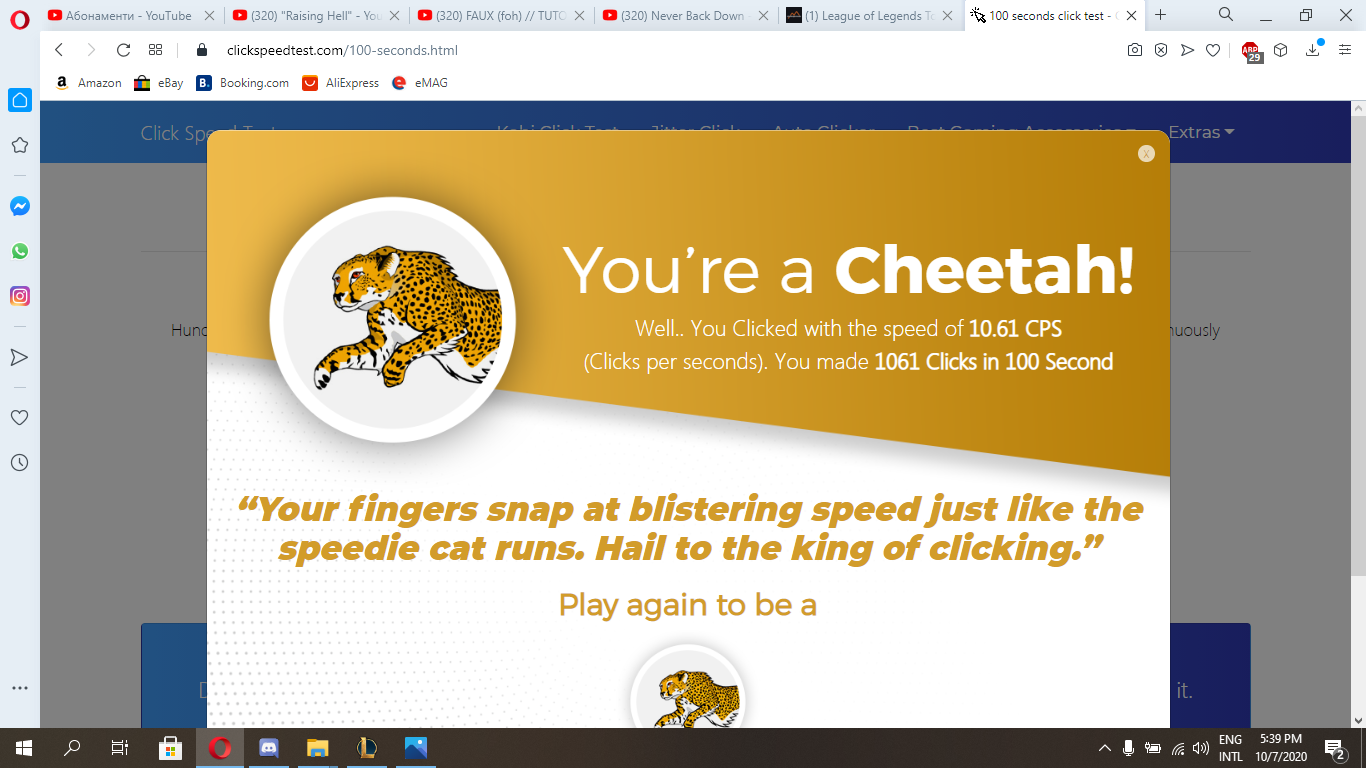 Абонаменти - YouTube
(320) "Raising Hell" - You
(320) FAUX (foh) // TUTO
(320) Never Back Down -
(1) League of Legends To
100 seconds click test - C
clickspeedtest.com/100-seconds.html
ABP
29
Amazon
eBay
B.
Booking.com
AliExpress
eMAG
Click Speed Test
Kohi Click Test
Jitter Click
Auto Clicker
Best Gaming Accessories
Extras
X
You're a Cheetah!
Well.. You Clicked with the speed of 10.61 CPS
(Clicks per seconds). You made 1061 Clicks in 100 Second
Hund
nuously
“Your fingers snap at blistering speed just like the
speedie cat runs. Hail to the king of clicking.”
Play again to be a
D
it.
ENG
INTL
5:39 PM
10/7/2020
2